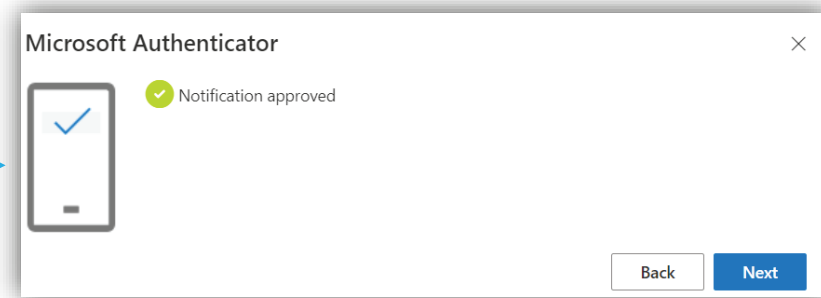 Microsoft Authenticator
Notification approved
Back
Next